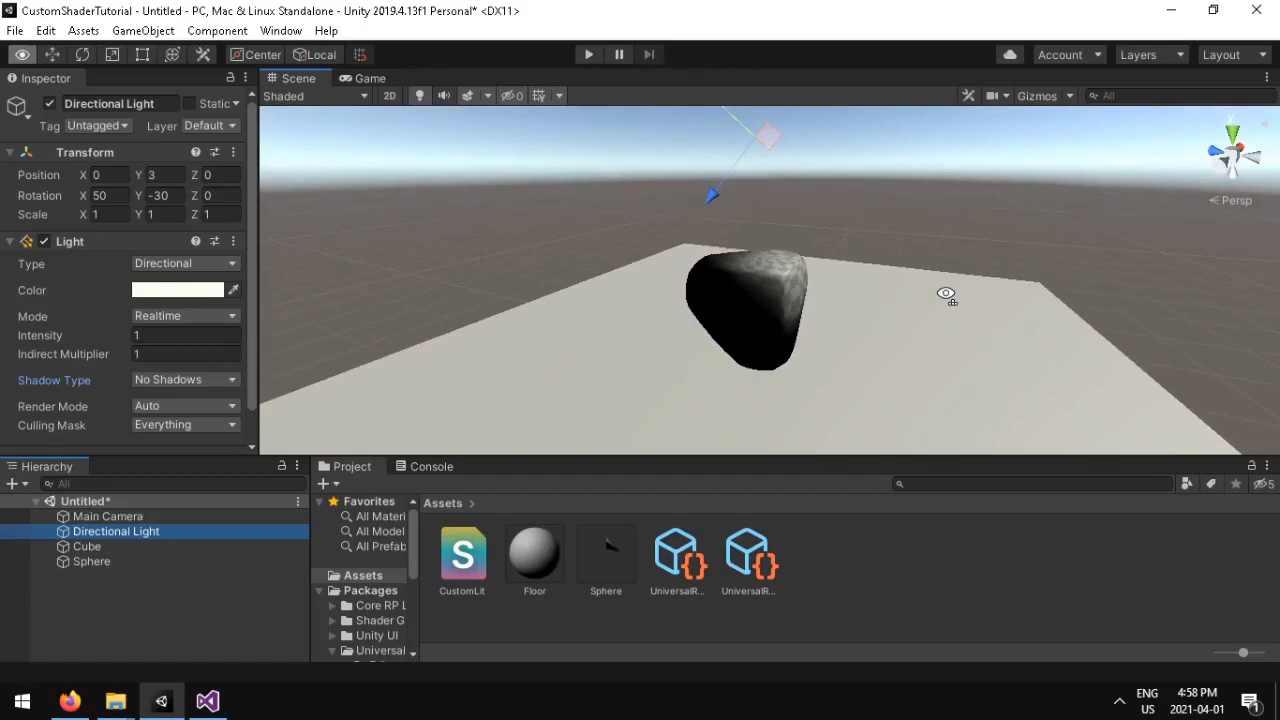 CustomShaderTutorial - Untitled - PC, Mac & Linux Standalone - Unity 2019.4.13f1 Personal* <DX11>
File Edit Assets GameObject Component Window Help
Center Local Account Layers Layout
Inspector
Directional Light Static
Tag Untagged Layer Default
Transform
Position X 0 Y 3 Z 0
Rotation X 50 Y -30 Z 0
Scale X 1 Y 1 Z 1
Light
Type Directional
Color
Mode Realtime
Intensity 1
Indirect Multiplier 1
Shadow Type No Shadows
Render Mode Auto
Culling Mask Everything
Scene Game
Shaded 2D 0 Gizmos All
Y
Persp
Hierarchy
All
Untitled*
Main Camera
Directional Light
Cube
Sphere
Project Console
5
Favorites
All Materi
All Model
All Prefab
Assets
Packages
Core RP L
Shader G
Unity UI
Universal
Assets
S
CustomLit Floor Sphere UniversalR... UniversalR...
ENG
US
4:58 PM
2021-04-01
1